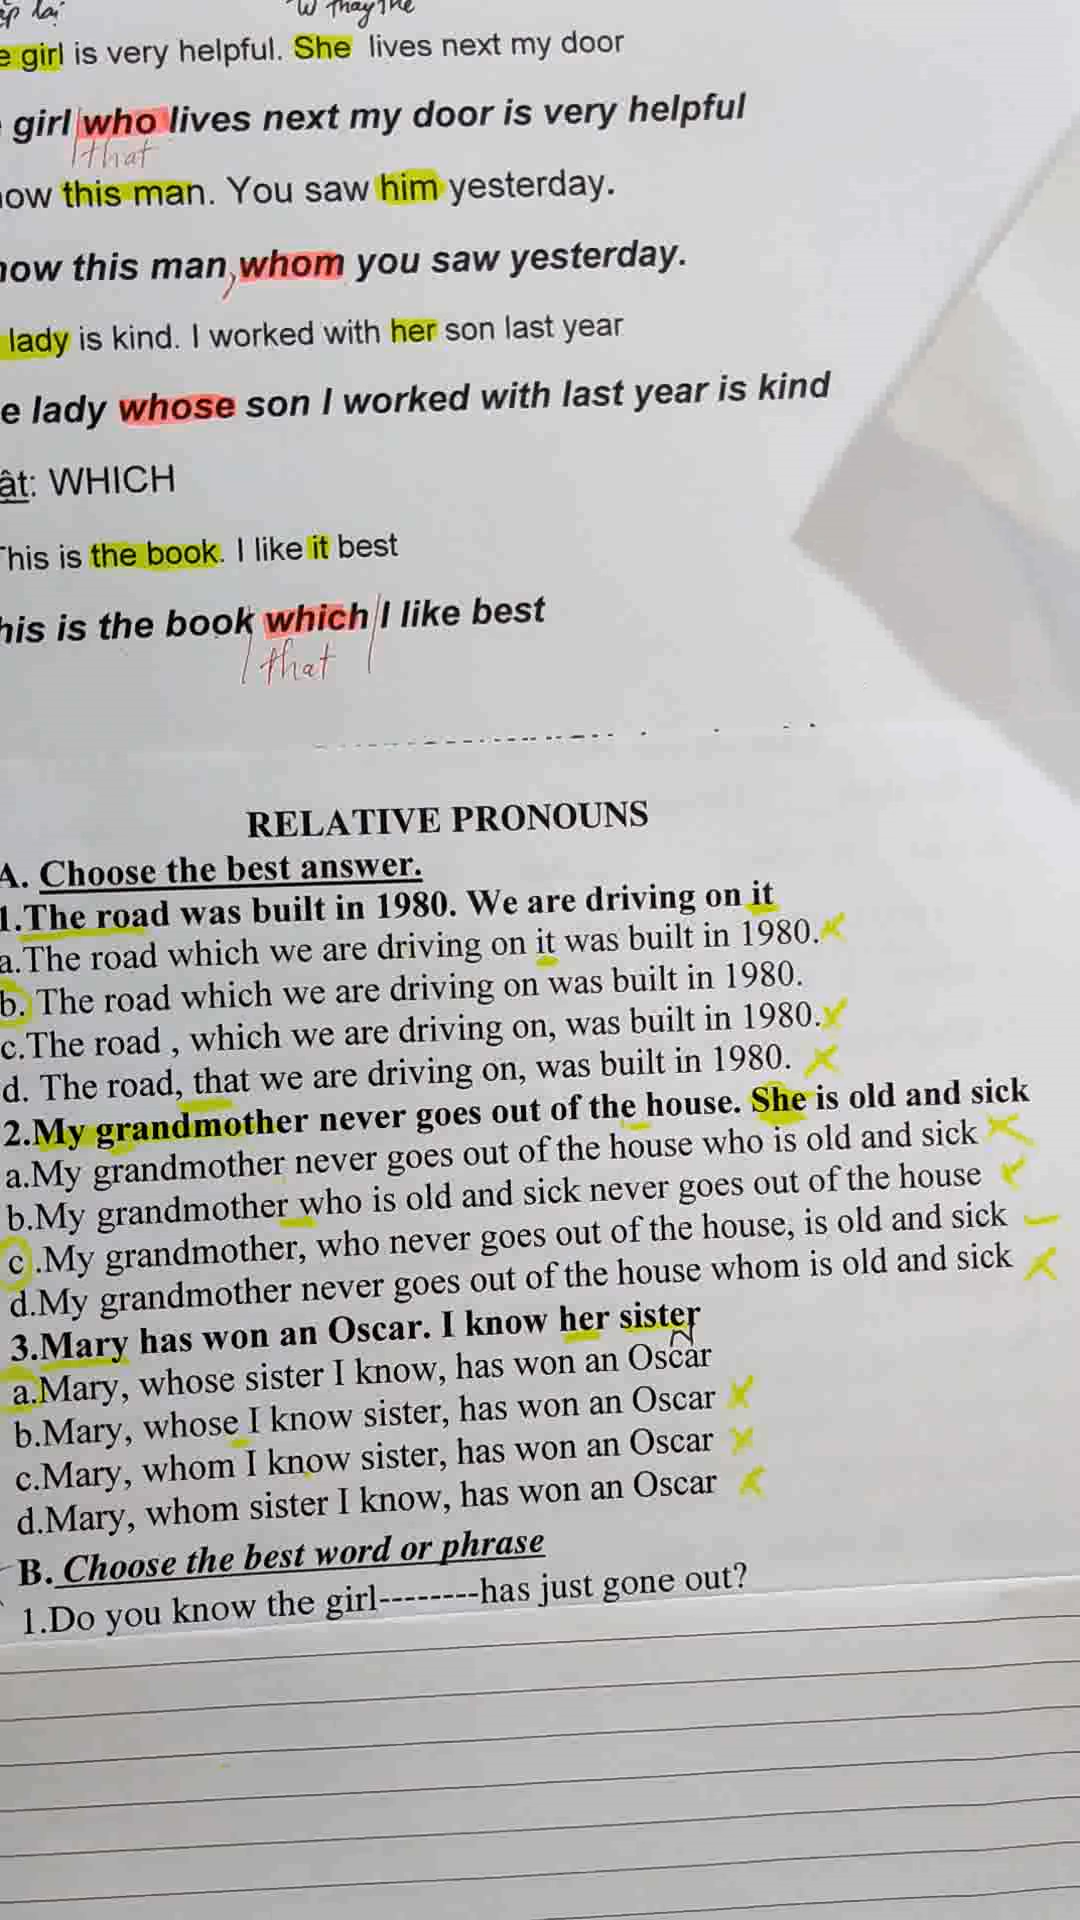 lại
thay thế
girl is very helpful. She lives next my door
girl who lives next my door is very helpful
that
this man. You saw him yesterday.
this man, whom you saw yesterday.
lady is kind. I worked with her son last year
lady whose son I worked with last year is kind
: WHICH
This is the book. I like it best
is the book which I like best
that
RELATIVE PRONOUNS
A. Choose the best answer.
1.The road was built in 1980. We are driving on it
a.The road which we are driving on it was built in 1980.
b. The road which we are driving on was built in 1980.
c.The road , which we are driving on, was built in 1980.
d. The road, that we are driving on, was built in 1980.
2.My grandmother never goes out of the house. She is old and sick
a.My grandmother never goes out of the house who is old and sick
b.My grandmother who is old and sick never goes out of the house
c .My grandmother, who never goes out of the house, is old and sick
d.My grandmother never goes out of the house whom is old and sick
3.Mary has won an Oscar. I know her sister
N
a.Mary, whose sister I know, has won an Oscar
b.Mary, whose I know sister, has won an Oscar
c.Mary, whom I know sister, has won an Oscar
d.Mary, whom sister I know, has won an Oscar
B. Choose the best word or phrase
1.Do you know the girl--------has just gone out?